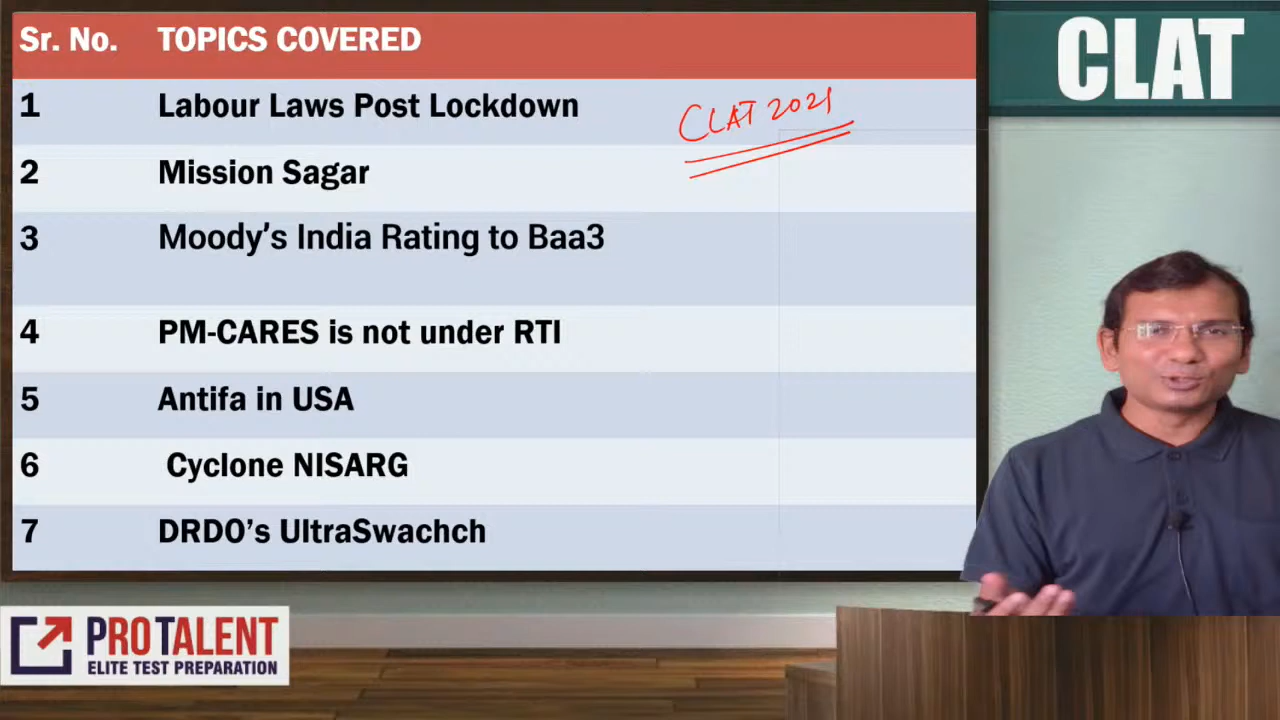 Sr. No. TOPICS COVERED
CLAT
1 Labour Laws Post Lockdown
CLAT 2021
2 Mission Sagar
3 Moody's India Rating to Baa3
4 PM-CARES is not under RTI
5 Antifa in USA
6 Cyclone NISARG
7 DRDO's UltraSwachch
PROTALENT
ELITE TEST PREPARATION